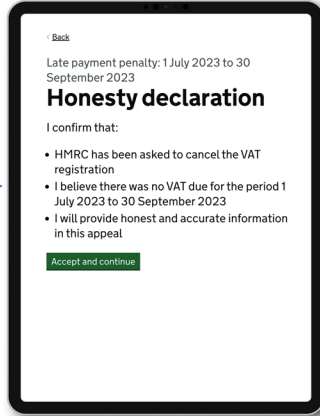 Back
Late payment penalty: 1 July 2023 to 30
September 2023
Honesty declaration
I confirm that:
• HMRC has been asked to cancel the VAT
registration
• I believe there was no VAT due for the period 1
July 2023 to 30 September 2023
• I will provide honest and accurate information
in this appeal
Accept and continue